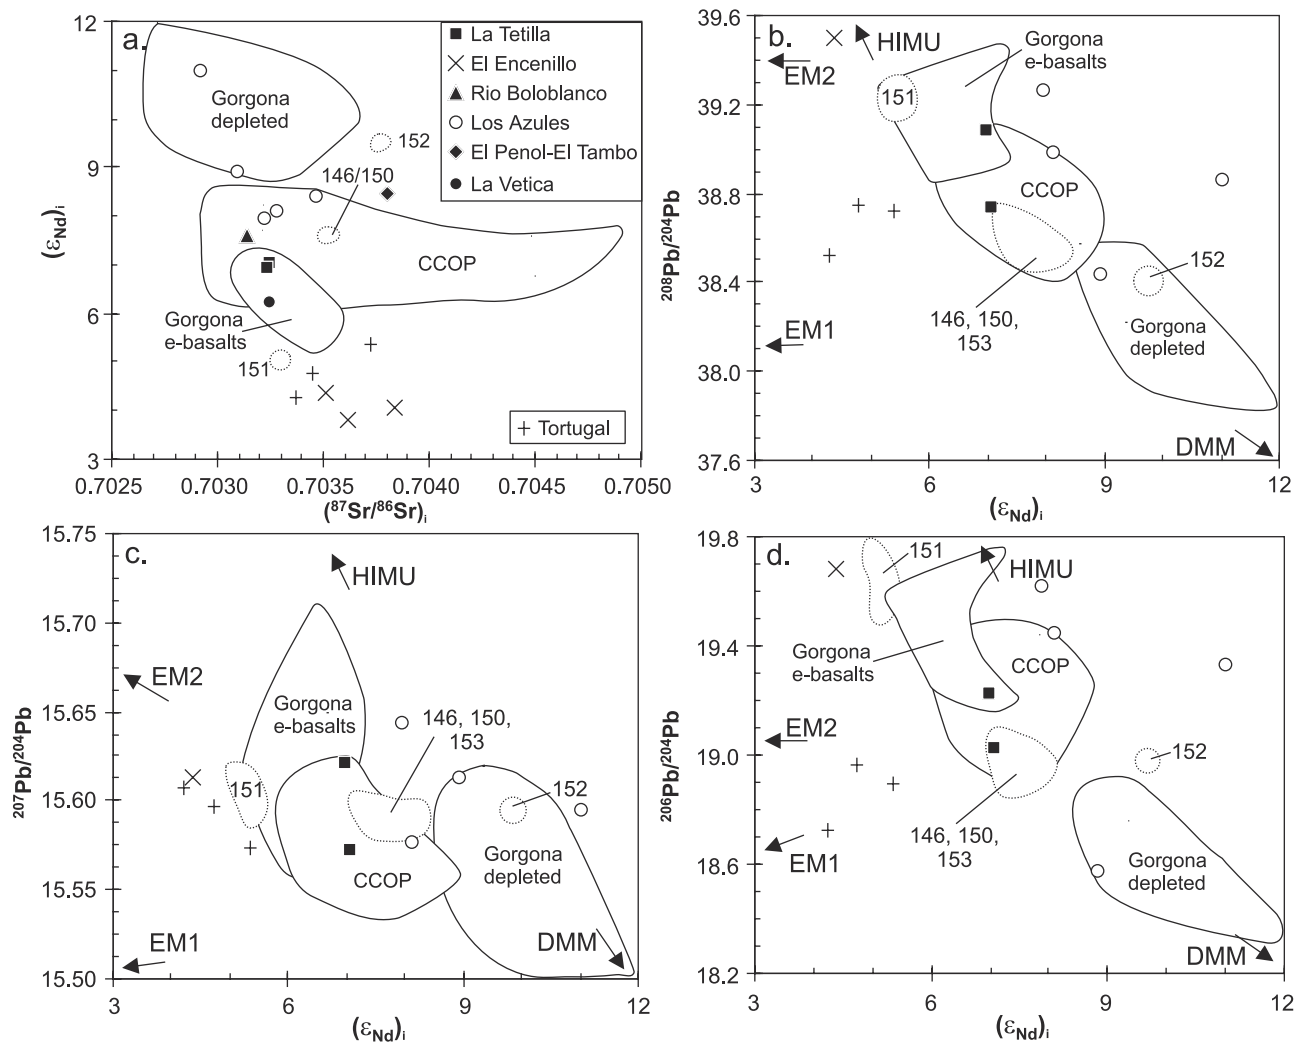 a.
12
9
6
3
(εNd)i
0.7025
0.7030
0.7035
0.7040
0.7045
0.7050
(87Sr/86Sr)i
La Tetilla
El Encenillo
Rio Boloblanco
Los Azules
El Penol-El Tambo
La Vetica
Tortugal
Gorgona
depleted
152
146/150
CCOP
Gorgona
e-basalts
151
b.
39.6
39.2
38.8
38.4
38.0
37.6
208Pb/204Pb
3
6
9
12
(εNd)i
HIMU
EM2
EM1
DMM
Gorgona
e-basalts
151
CCOP
152
146, 150,
153
Gorgona
depleted
c.
15.75
15.70
15.65
15.60
15.55
15.50
207Pb/204Pb
3
6
9
12
(εNd)i
HIMU
EM2
EM1
DMM
Gorgona
e-basalts
146, 150,
153
151
152
CCOP
Gorgona
depleted
d.
19.8
19.4
19.0
18.6
18.2
206Pb/204Pb
3
6
9
12
(εNd)i
151
HIMU
Gorgona
e-basalts
CCOP
EM2
152
EM1
146, 150,
153
Gorgona
depleted
DMM